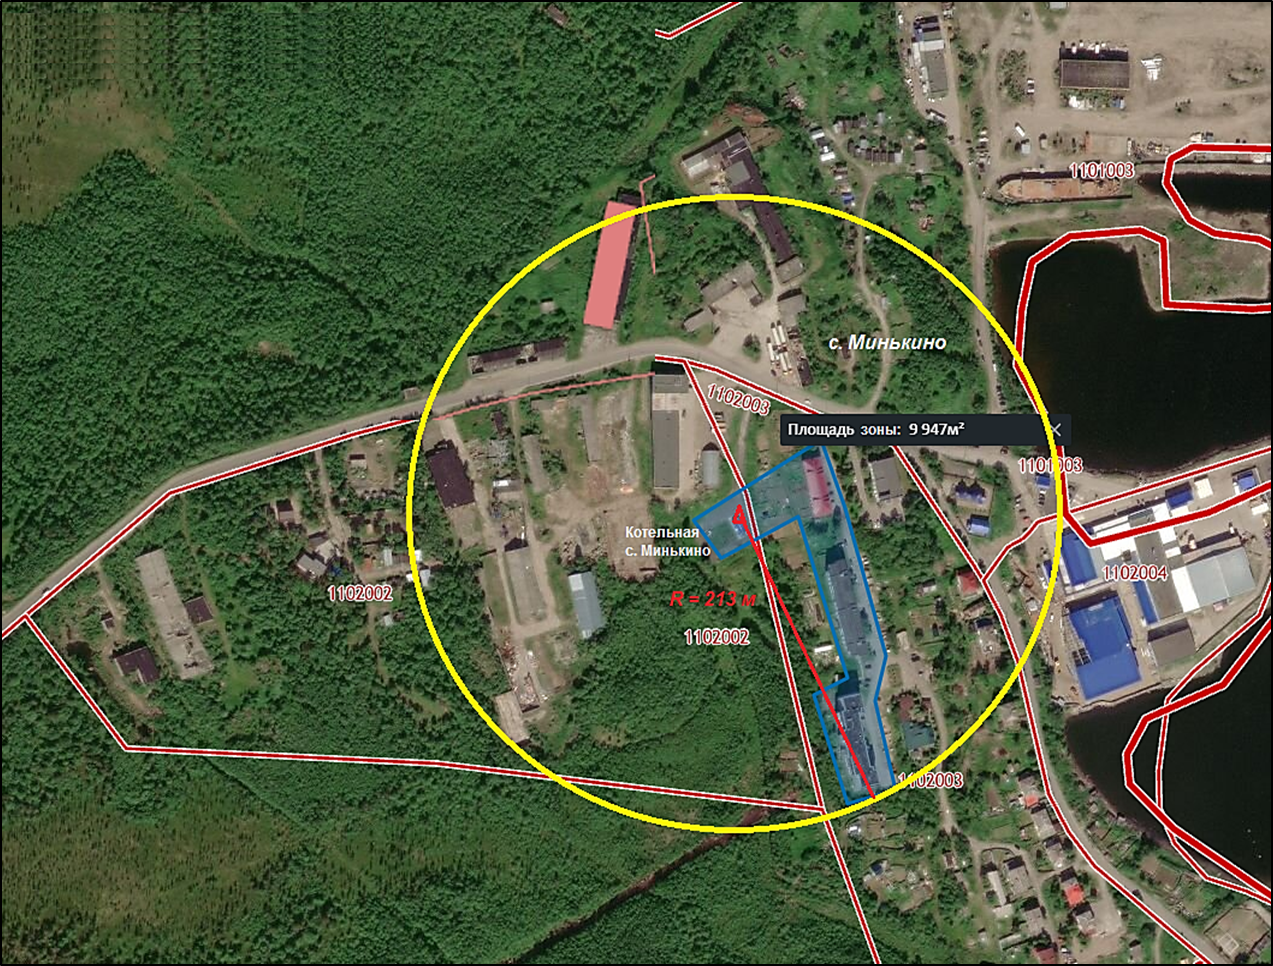 1101003
с. Минькино
1102003
Площадь зоны: 9 947м²
1101003
Котельная
с. Минькино
1102004
1102002
R = 213 м
1102002
1102003